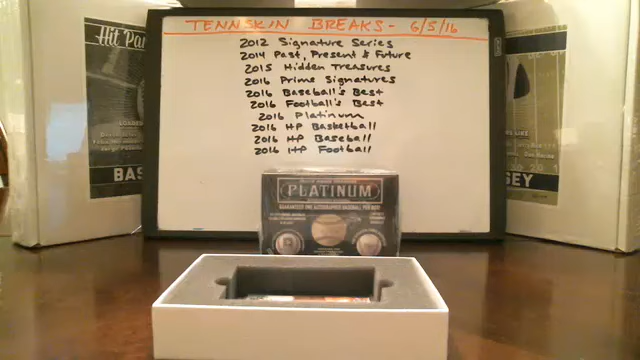 TENNSKIN BREAKS - 6/5/16
2012 Signature Series
2014 Past, Present & Future
2015 Hidden Treasures
2016 Prime Signatures
2016 Baseball's Best
2016 Football's Best
2016 Platinum
2016 HP Basketball
2016 HP Baseball
2016 HP Football
Hit Par
BAS
SEY
PLATINUM
GUARANTEED ONE AUTOGRAPHED BASEBALL PER BOX!